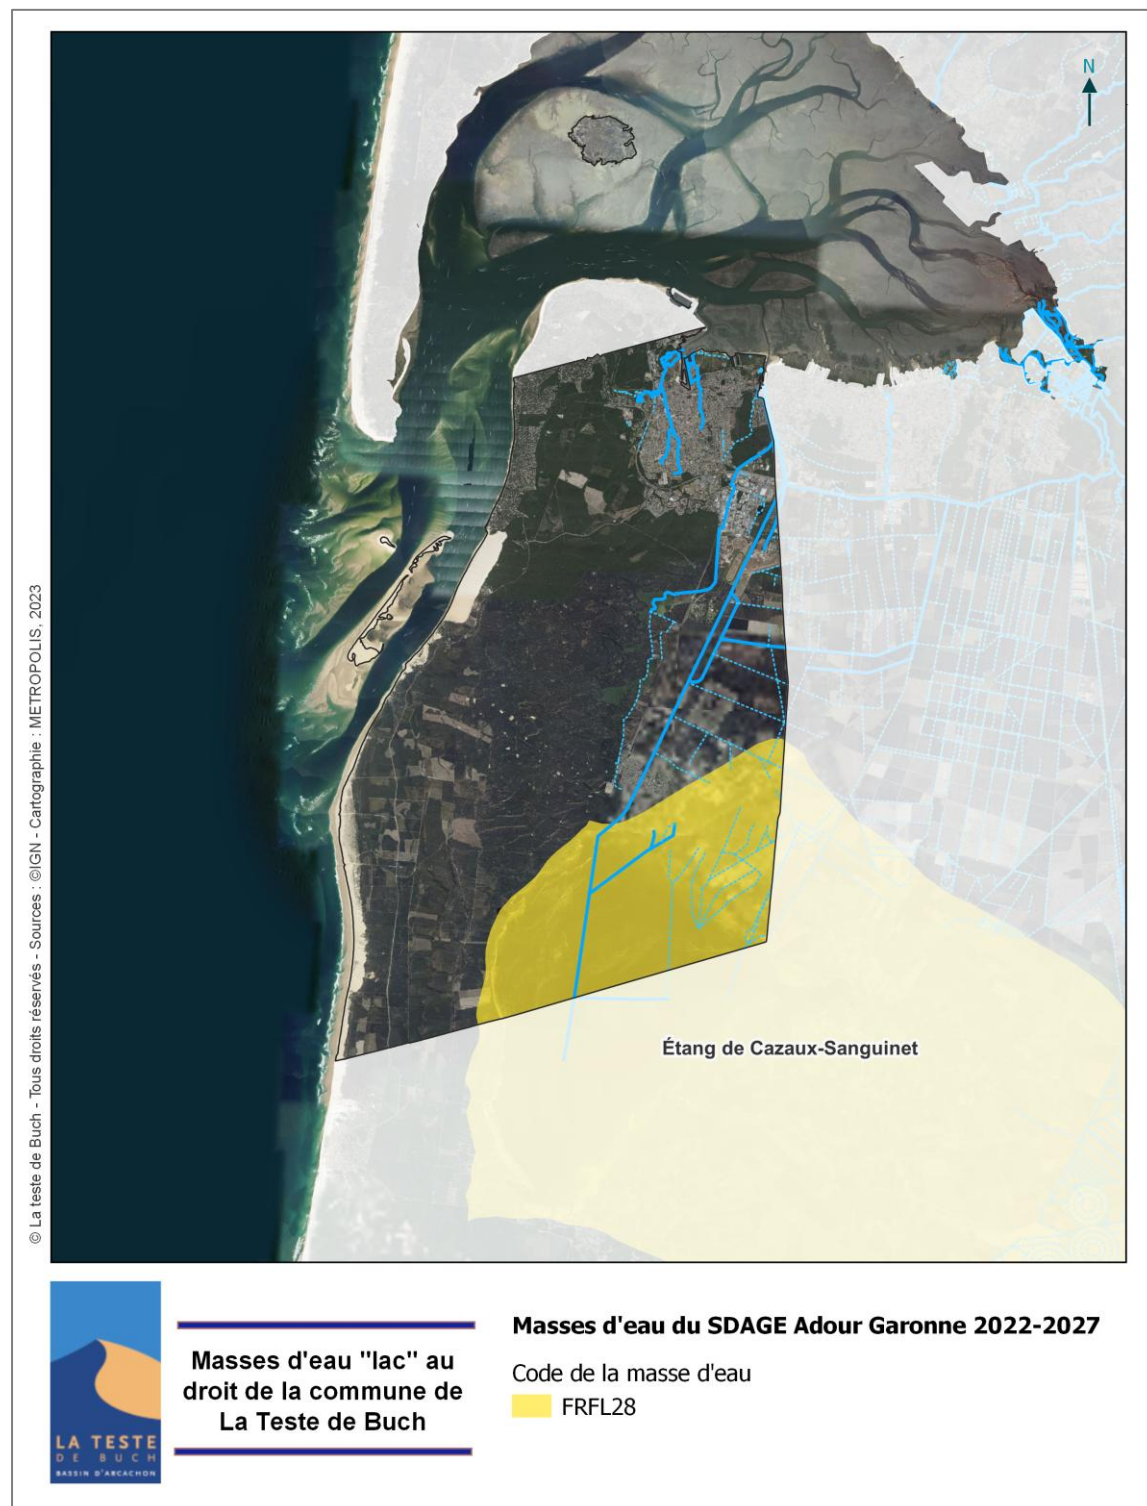 N
© La teste de Buch - Tous droits réservés - Sources : ©IGN - Cartographie : METROPOLIS, 2023
Étang de Cazaux-Sanguinet
LA TESTE
DE BUCH
BASSIN D'ARCACHON
Masses d'eau "lac" au
droit de la commune de
La Teste de Buch
Masses d'eau du SDAGE Adour Garonne 2022-2027
Code de la masse d'eau
FRFL28